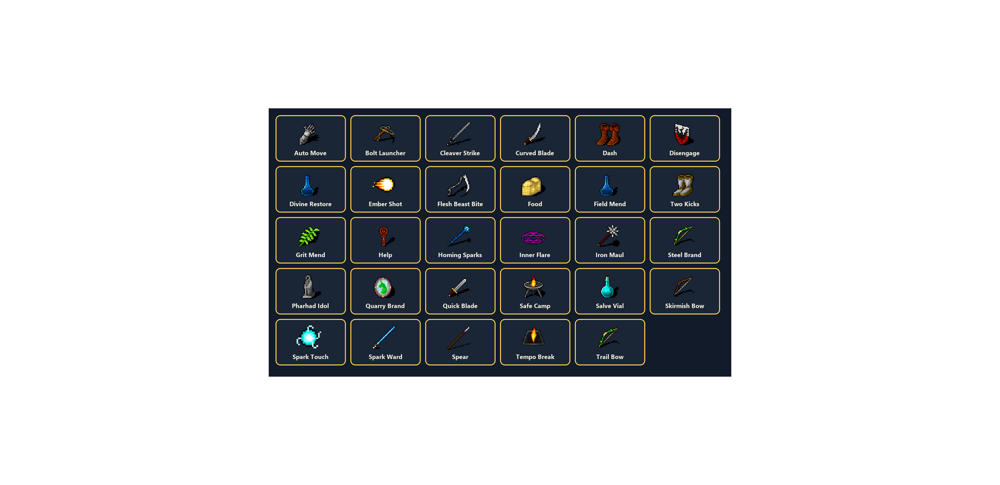 Auto Move
Bolt Launcher
Cleaver Strike
Curved Blade
Dash
Disengage
Divine Restore
Ember Shot
Flesh Beast Bite
Food
Field Mend
Two Kicks
Grit Mend
Help
Homing Sparks
Inner Flare
Iron Maul
Steel Brand
Pharhad Idol
Quarry Brand
Quick Blade
Safe Camp
Salve Vial
Skirmish Bow
Spark Touch
Spark Ward
Spear
Tempo Break
Trail Bow